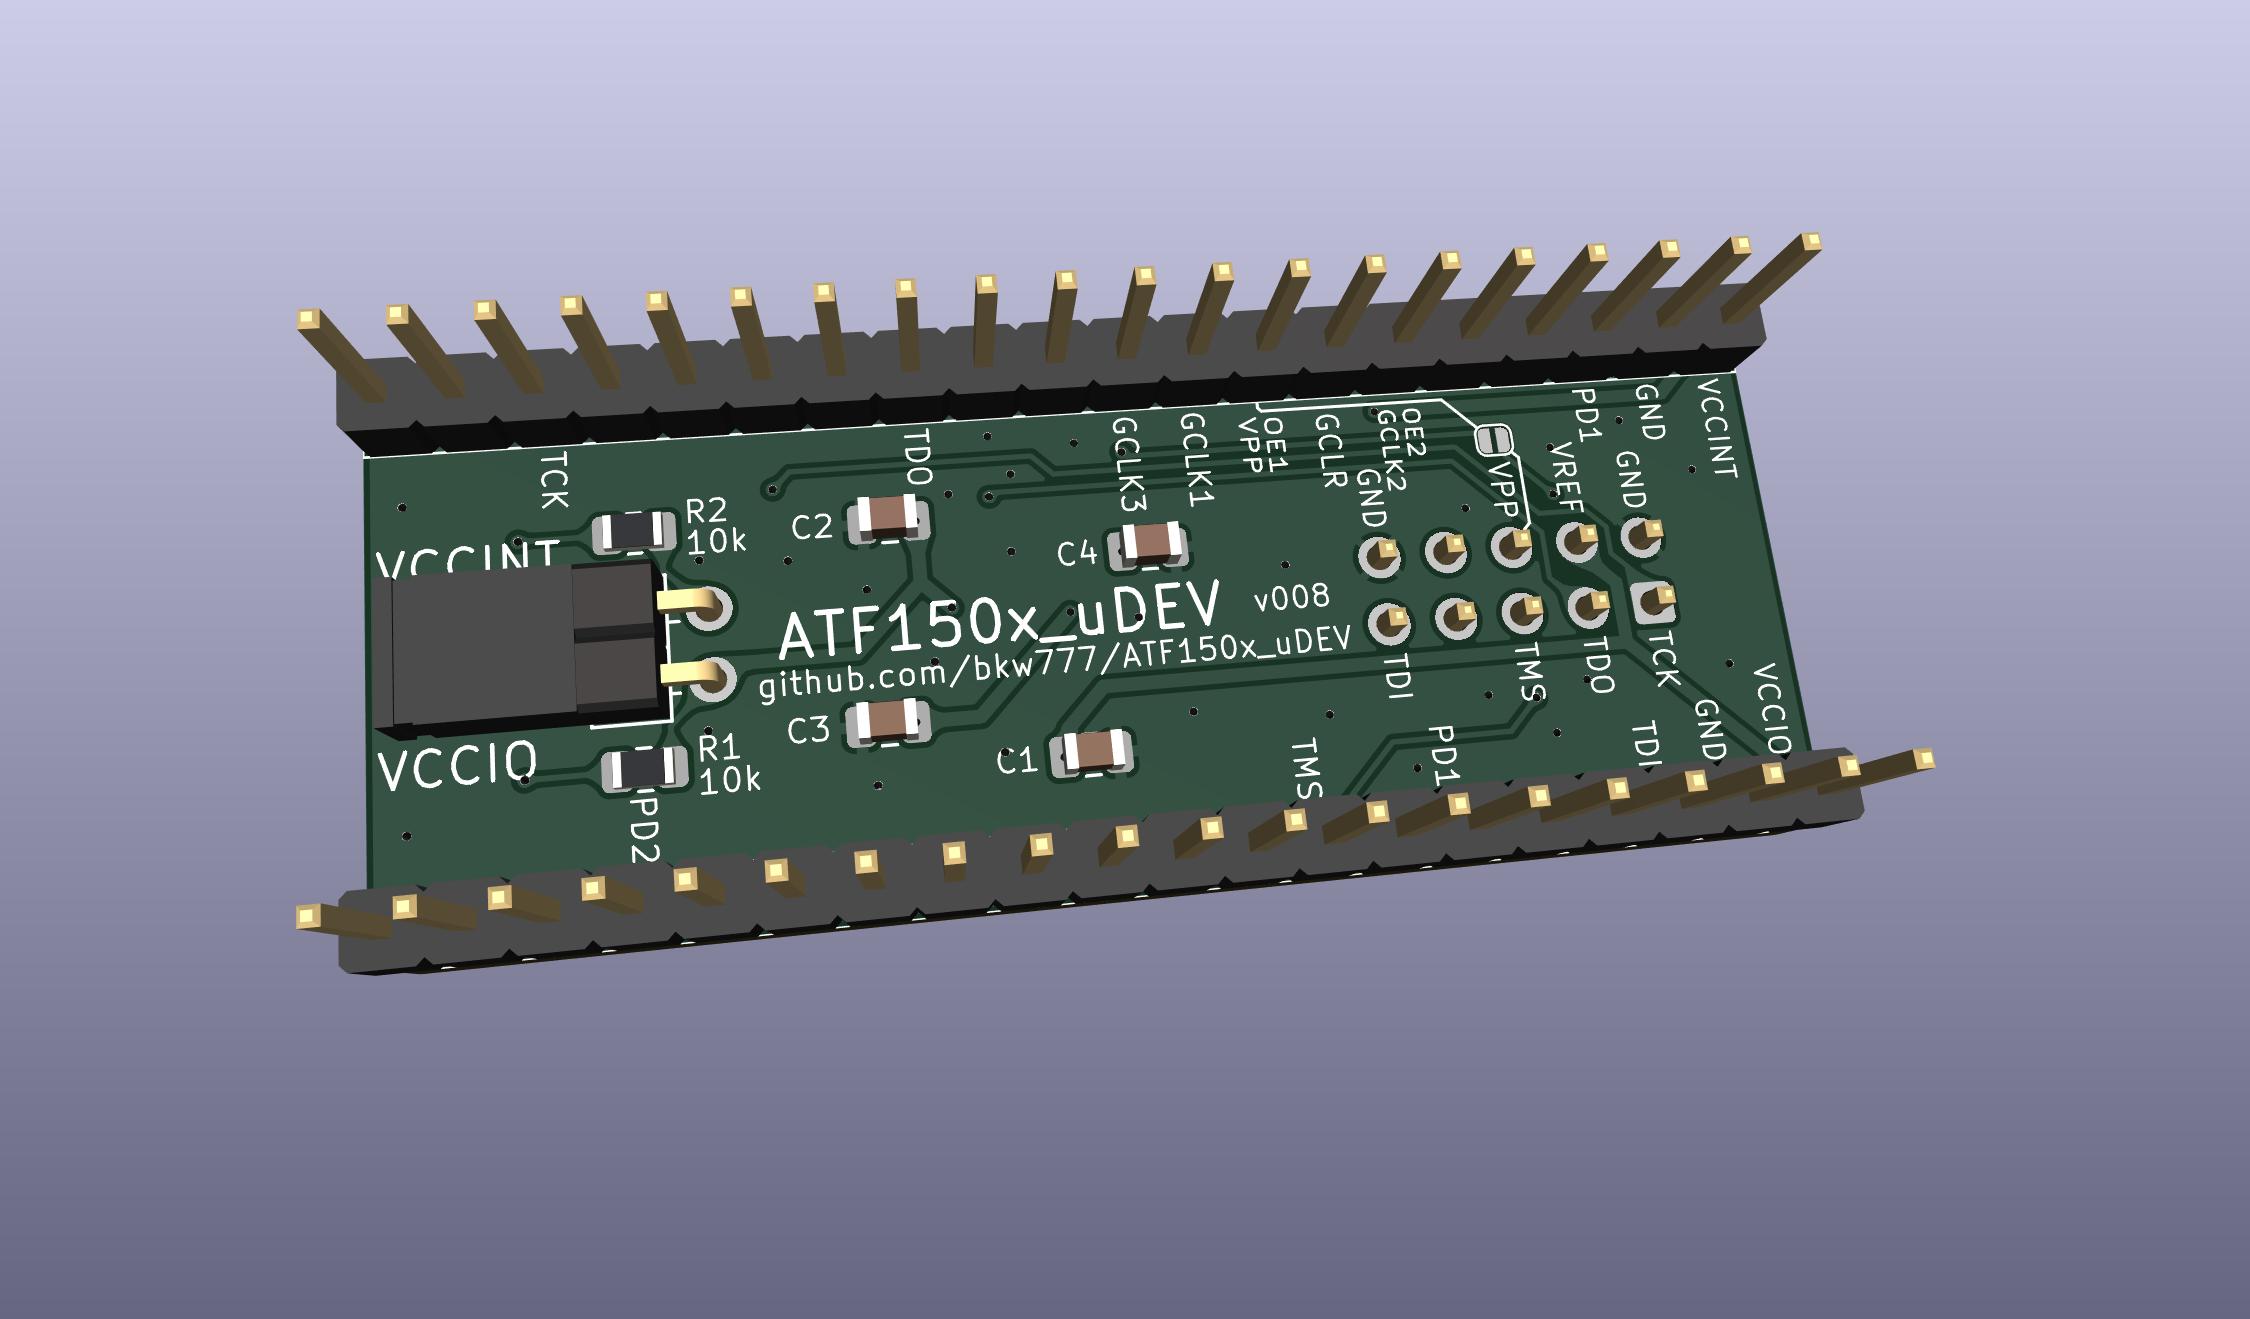 VCCINT
GND
PD1
OE2
GCLK2
GCLR
OE1
VPP
GCLK1
GCLK3
TDO
TCK
GND
VREF
VPP
GND
R2
10k
C2
C4
VCCINT
ATF150x_uDEV v008
github.com/bkw777/ATF150x_uDEV
TDI
TMS
TDO
TCK
VCCIO
GND
TDI
PD1
TMS
C3
C1
R1
10k
VCCIO
PD2